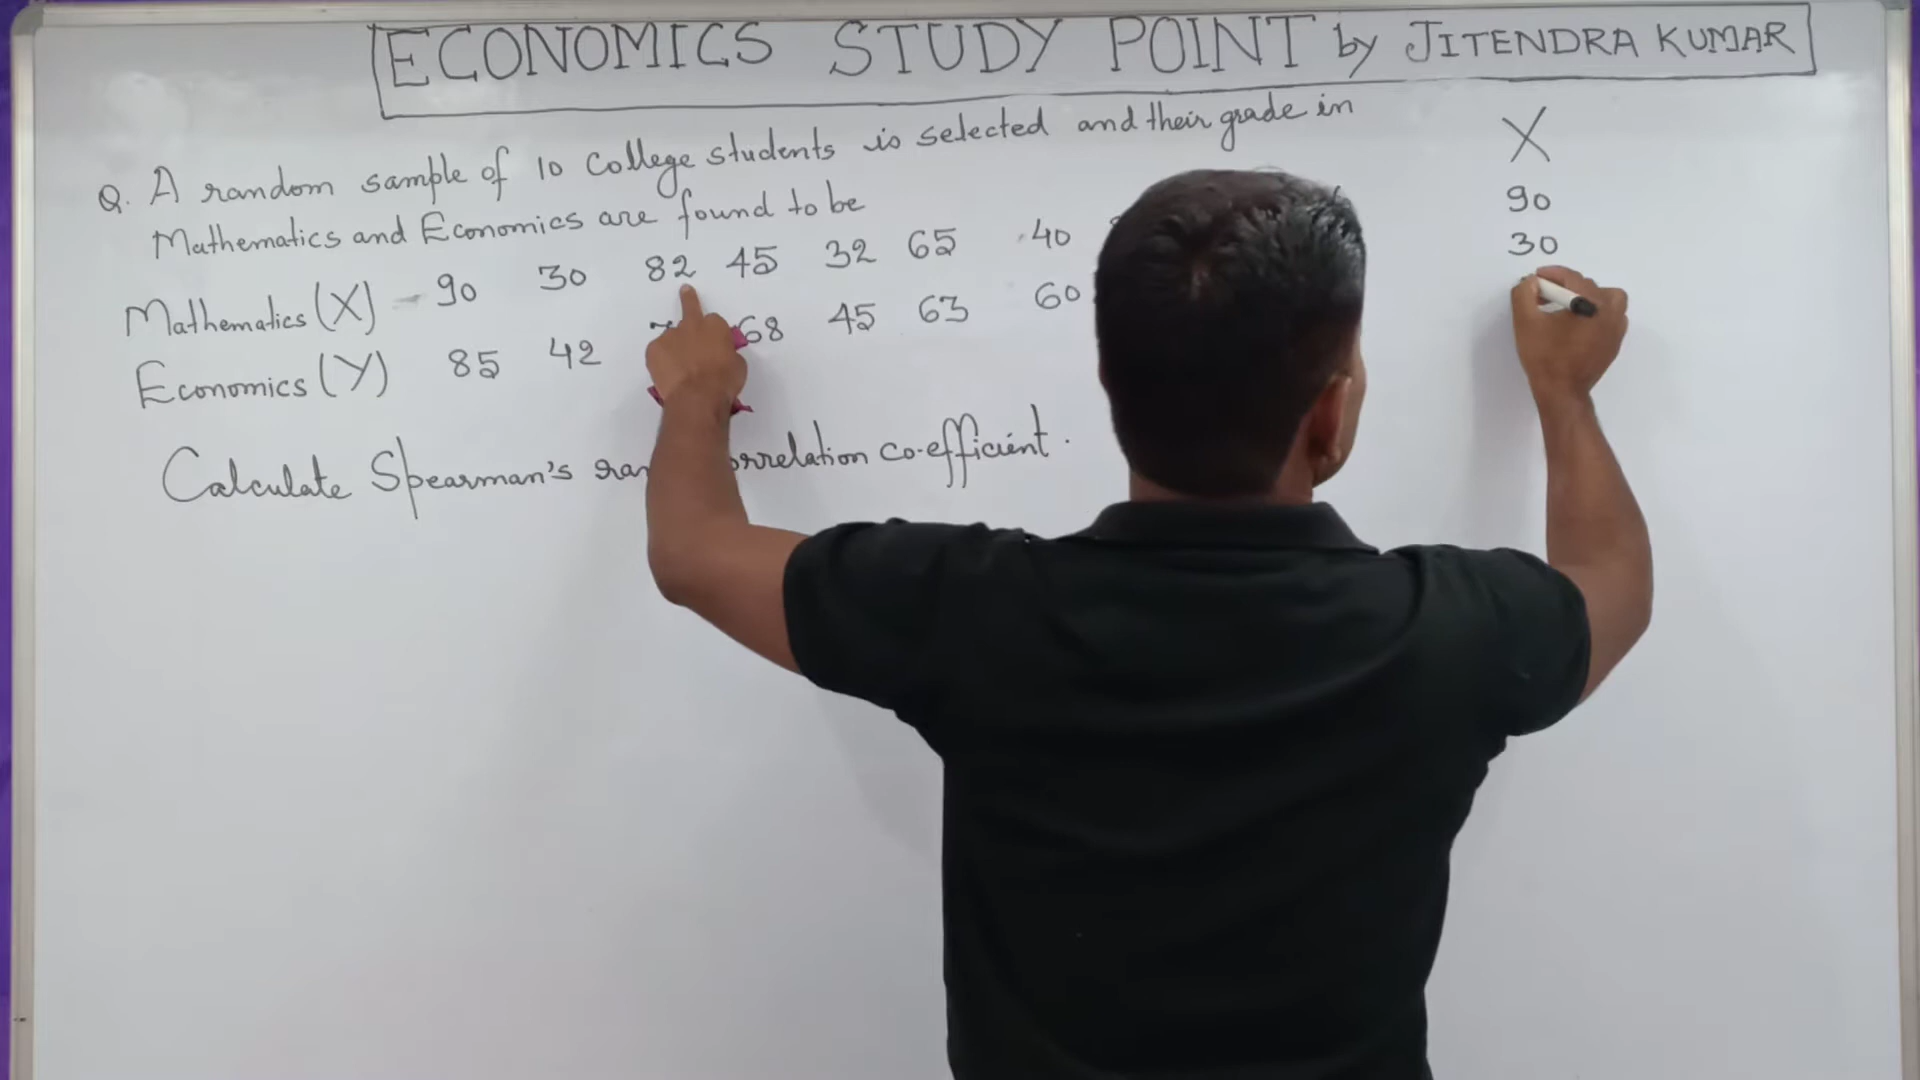 ECONOMICS STUDY POINT by JITENDRA KUMAR
Q. A random sample of 10 college students is selected and their grade in
Mathematics and Economics are found to be
Mathematics (X) - 90 30 82 45 32 65 40
Economics (Y) 85 42 68 45 63 60
Calculate Spearman's correlation co-efficient.
X
90
30